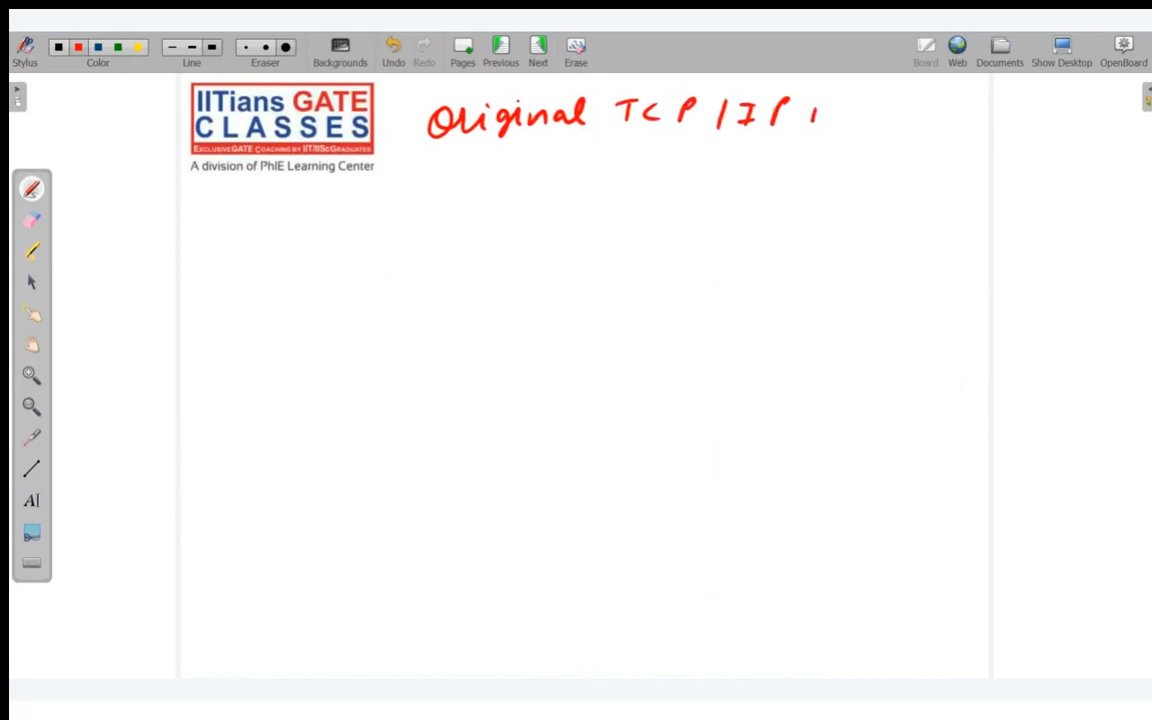 Stylus Color Line Eraser Backgrounds Undo Redo Pages Previous Next Erase Board Web Documents Show Desktop OpenBoard
IITians GATE
CLASSES
EXCLUSIVE GATE COACHING BY IIT/IISc GRADUATES
A division of PhIE Learning Center
Original TCP / IP
AI